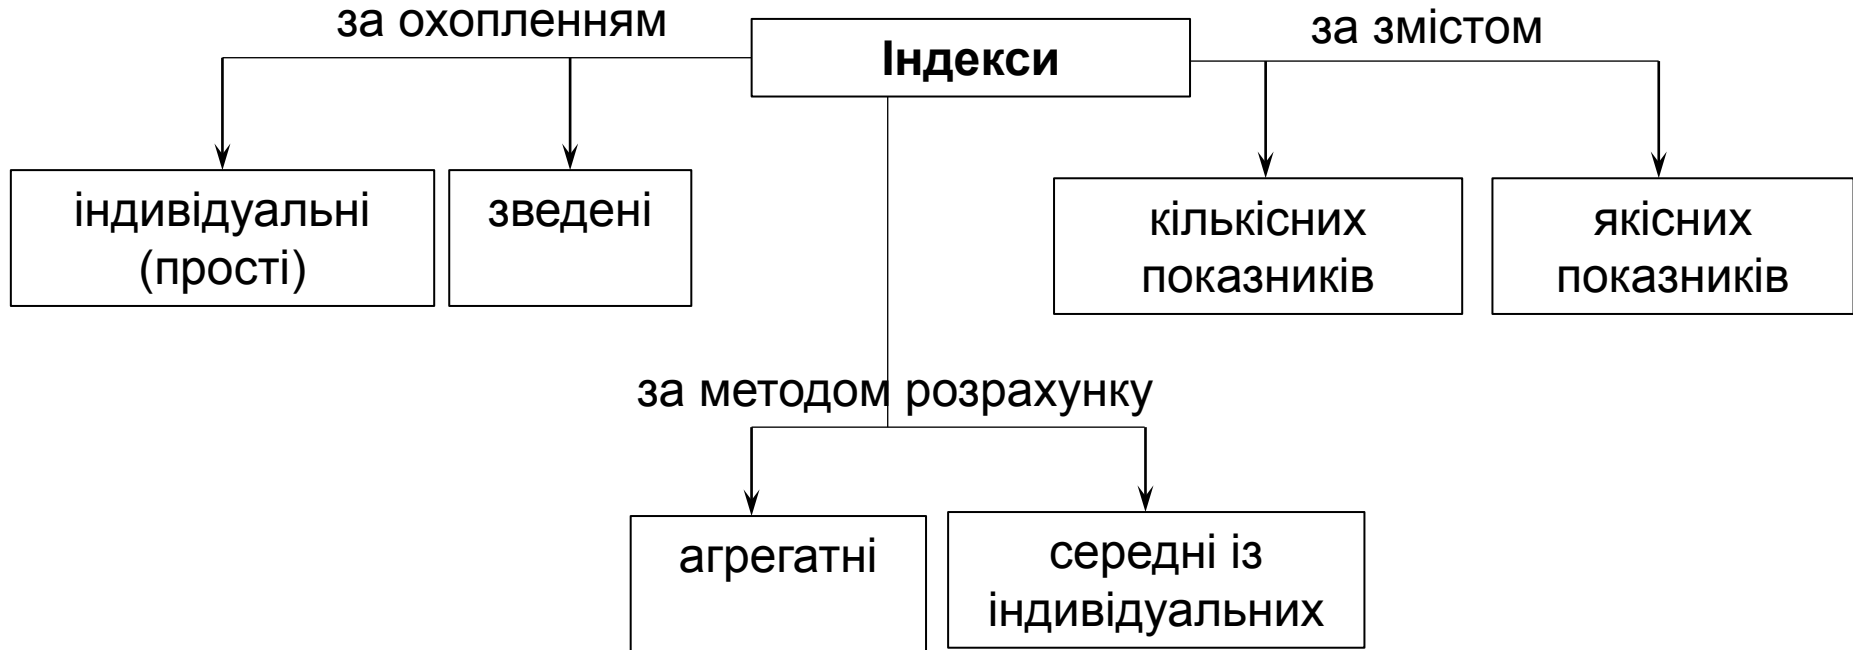 за охопленням
Індекси
за змістом
індивідуальні
(прості)
зведені
кількісних
показників
якісних
показників
за методом розрахунку
агрегатні
середні із
індивідуальних